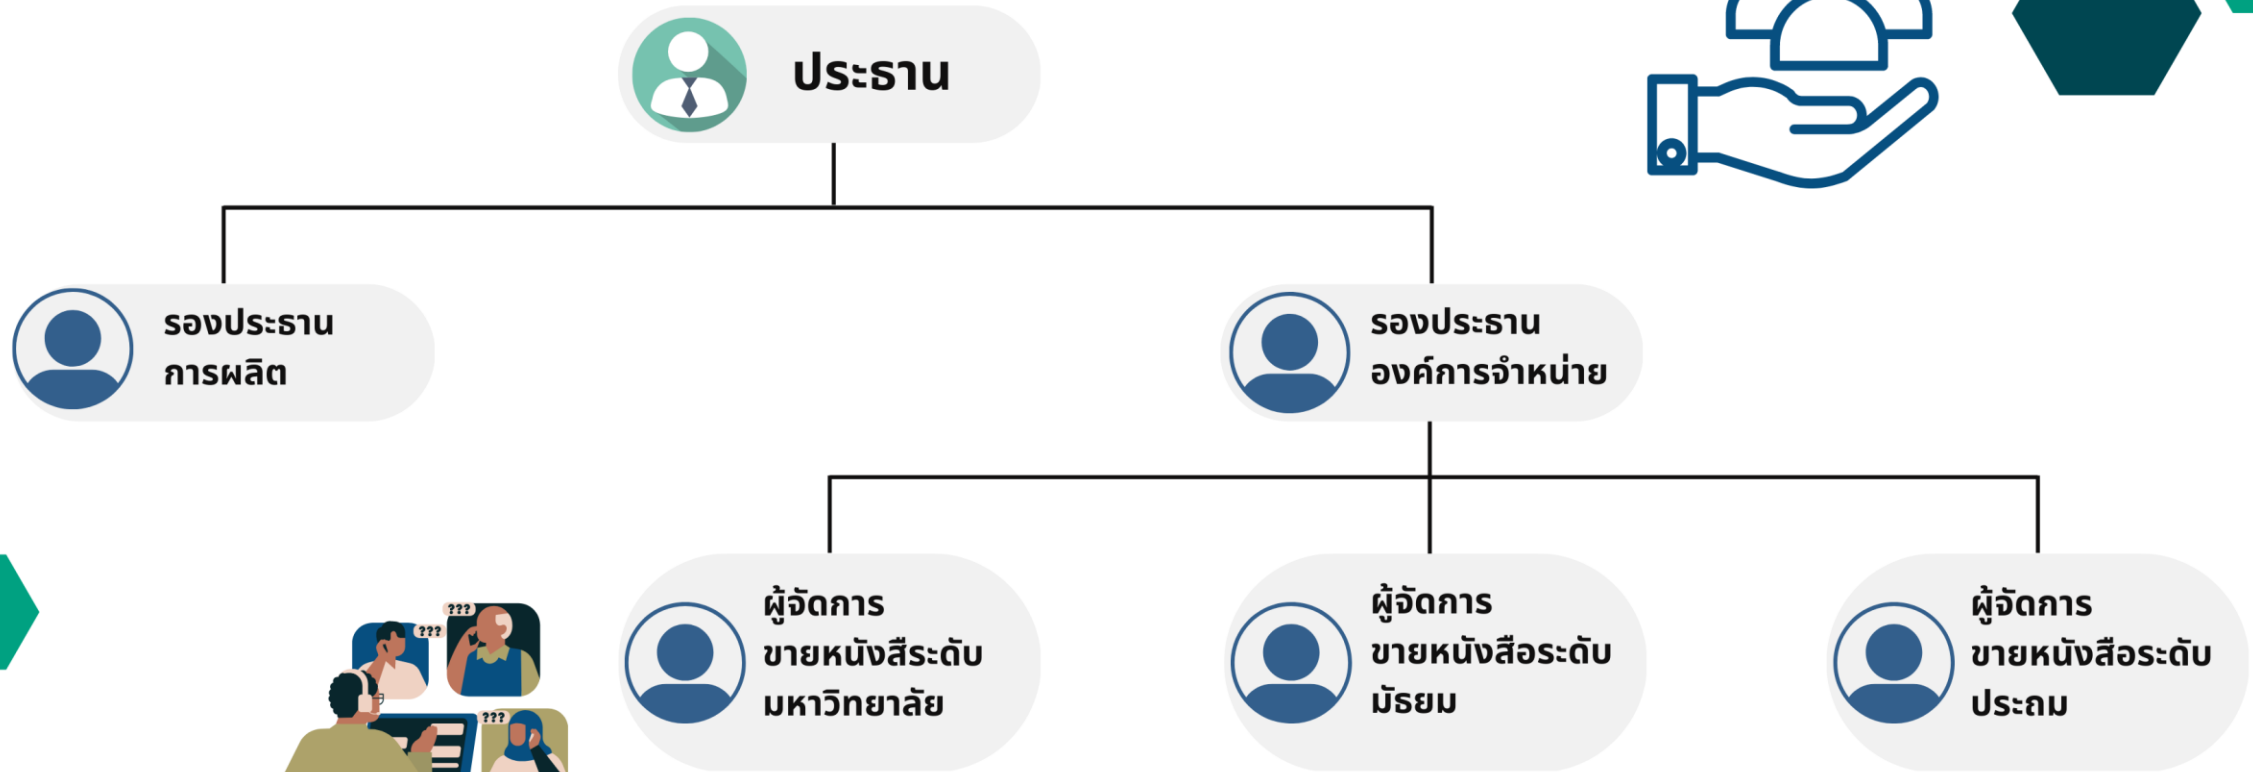 ประธาน
รองประธาน
การผลิต
รองประธาน
องค์การจำหน่าย
ผู้จัดการ
ขายหนังสืระดับ
มหาวิทยาลัย
ผู้จัดการ
ขายหนังสือระดับ
มัธยม
ผู้จัดการ
ขายหนังสือระดับ
ประถม
???
???
???